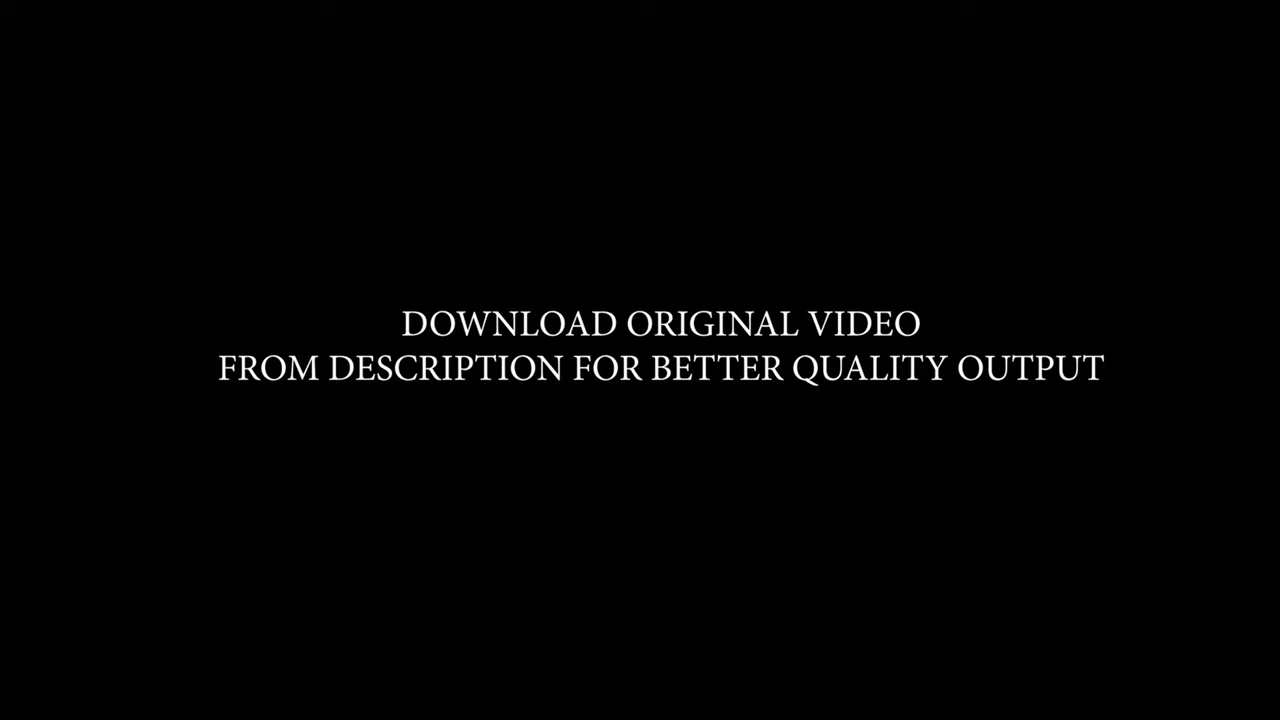 DOWNLOAD ORIGINAL VIDEO
FROM DESCRIPTION FOR BETTER QUALITY OUTPUT